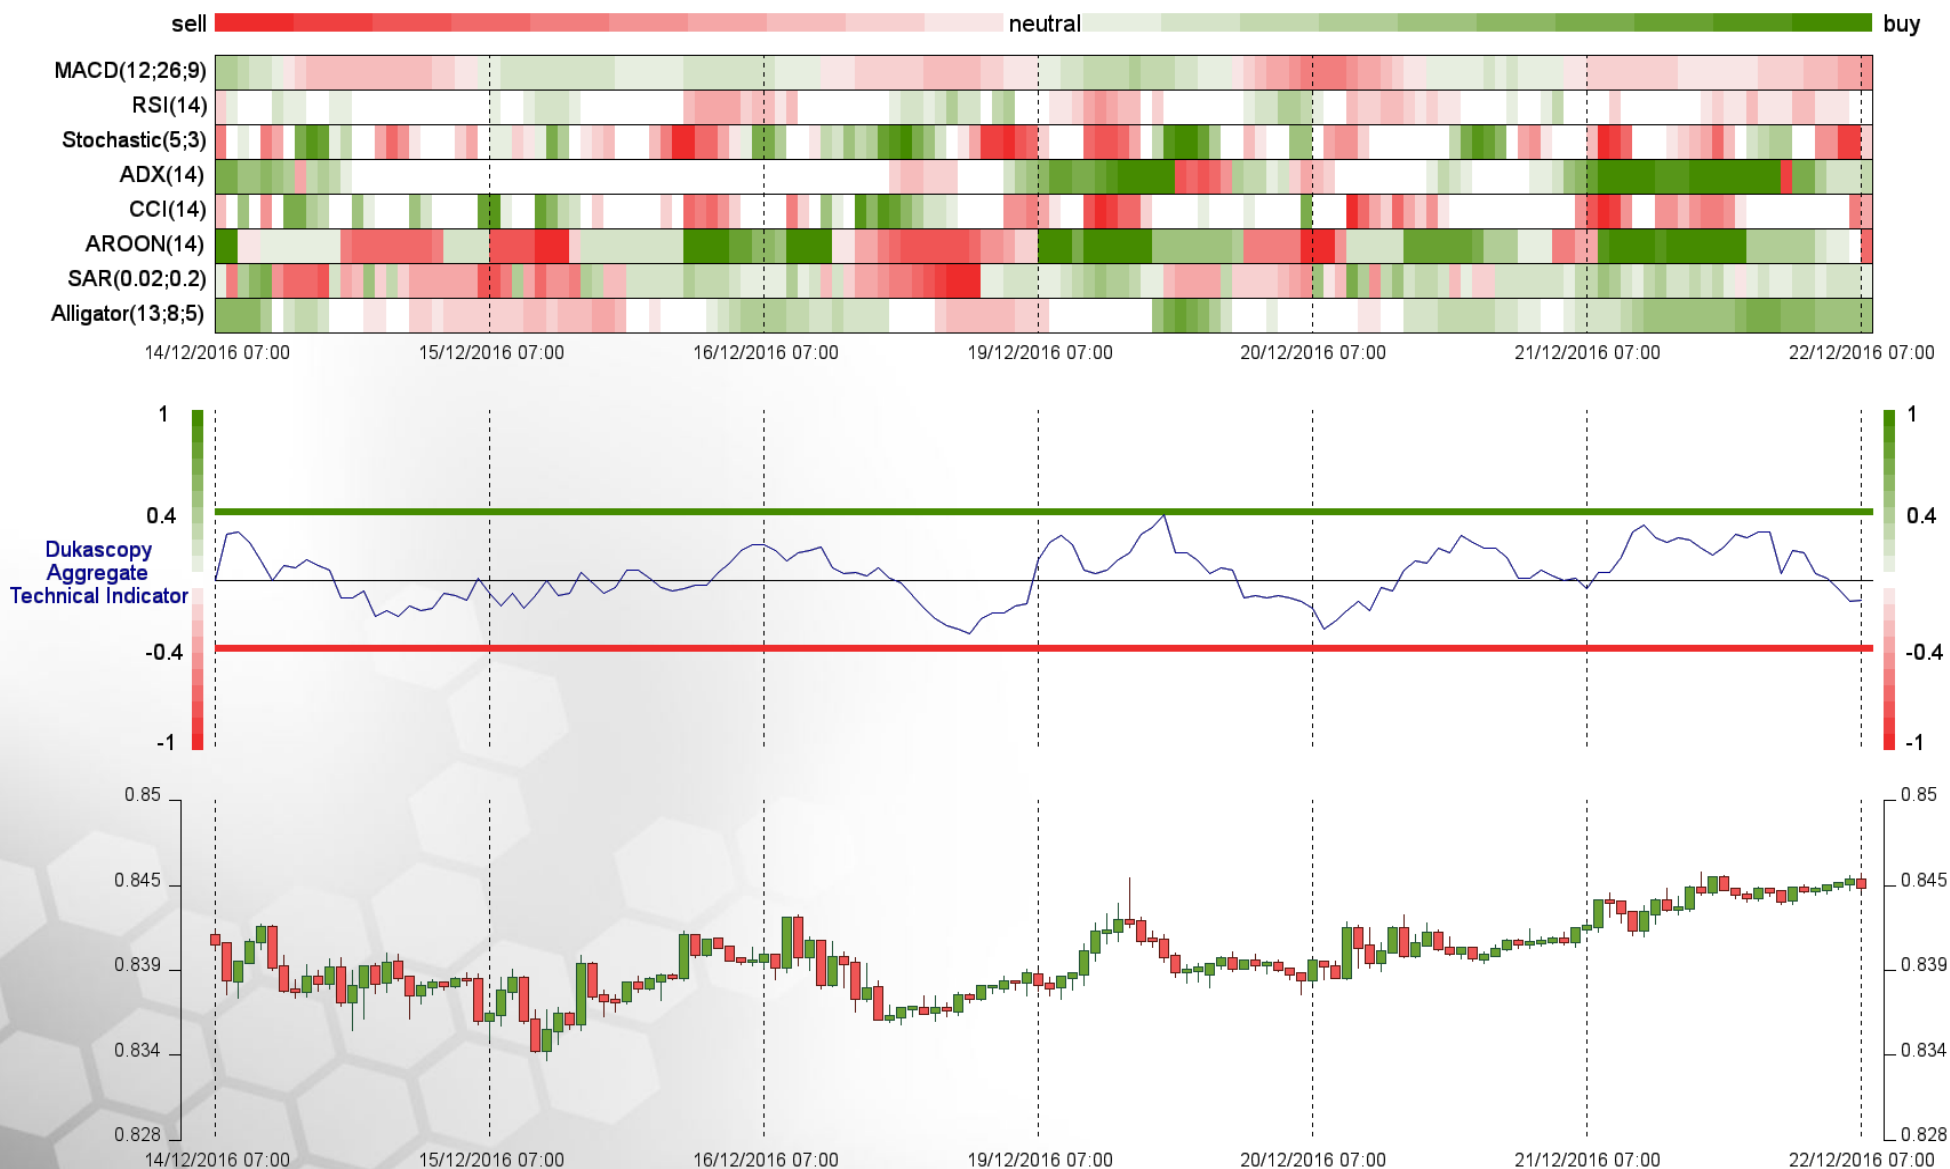 sell neutral buy
MACD(12;26;9)
RSI(14)
Stochastic(5;3)
ADX(14)
CCI(14)
AROON(14)
SAR(0.02;0.2)
Alligator(13;8;5)
14/12/2016 07:00 15/12/2016 07:00 16/12/2016 07:00 19/12/2016 07:00 20/12/2016 07:00 21/12/2016 07:00 22/12/2016 07:00
1 1
0.4 0.4
Dukascopy
Aggregate
Technical Indicator
-0.4 -0.4
-1 -1
0.85 0.85
0.845 0.845
0.839 0.839
0.834 0.834
0.828 0.828
14/12/2016 07:00 15/12/2016 07:00 16/12/2016 07:00 19/12/2016 07:00 20/12/2016 07:00 21/12/2016 07:00 22/12/2016 07:00